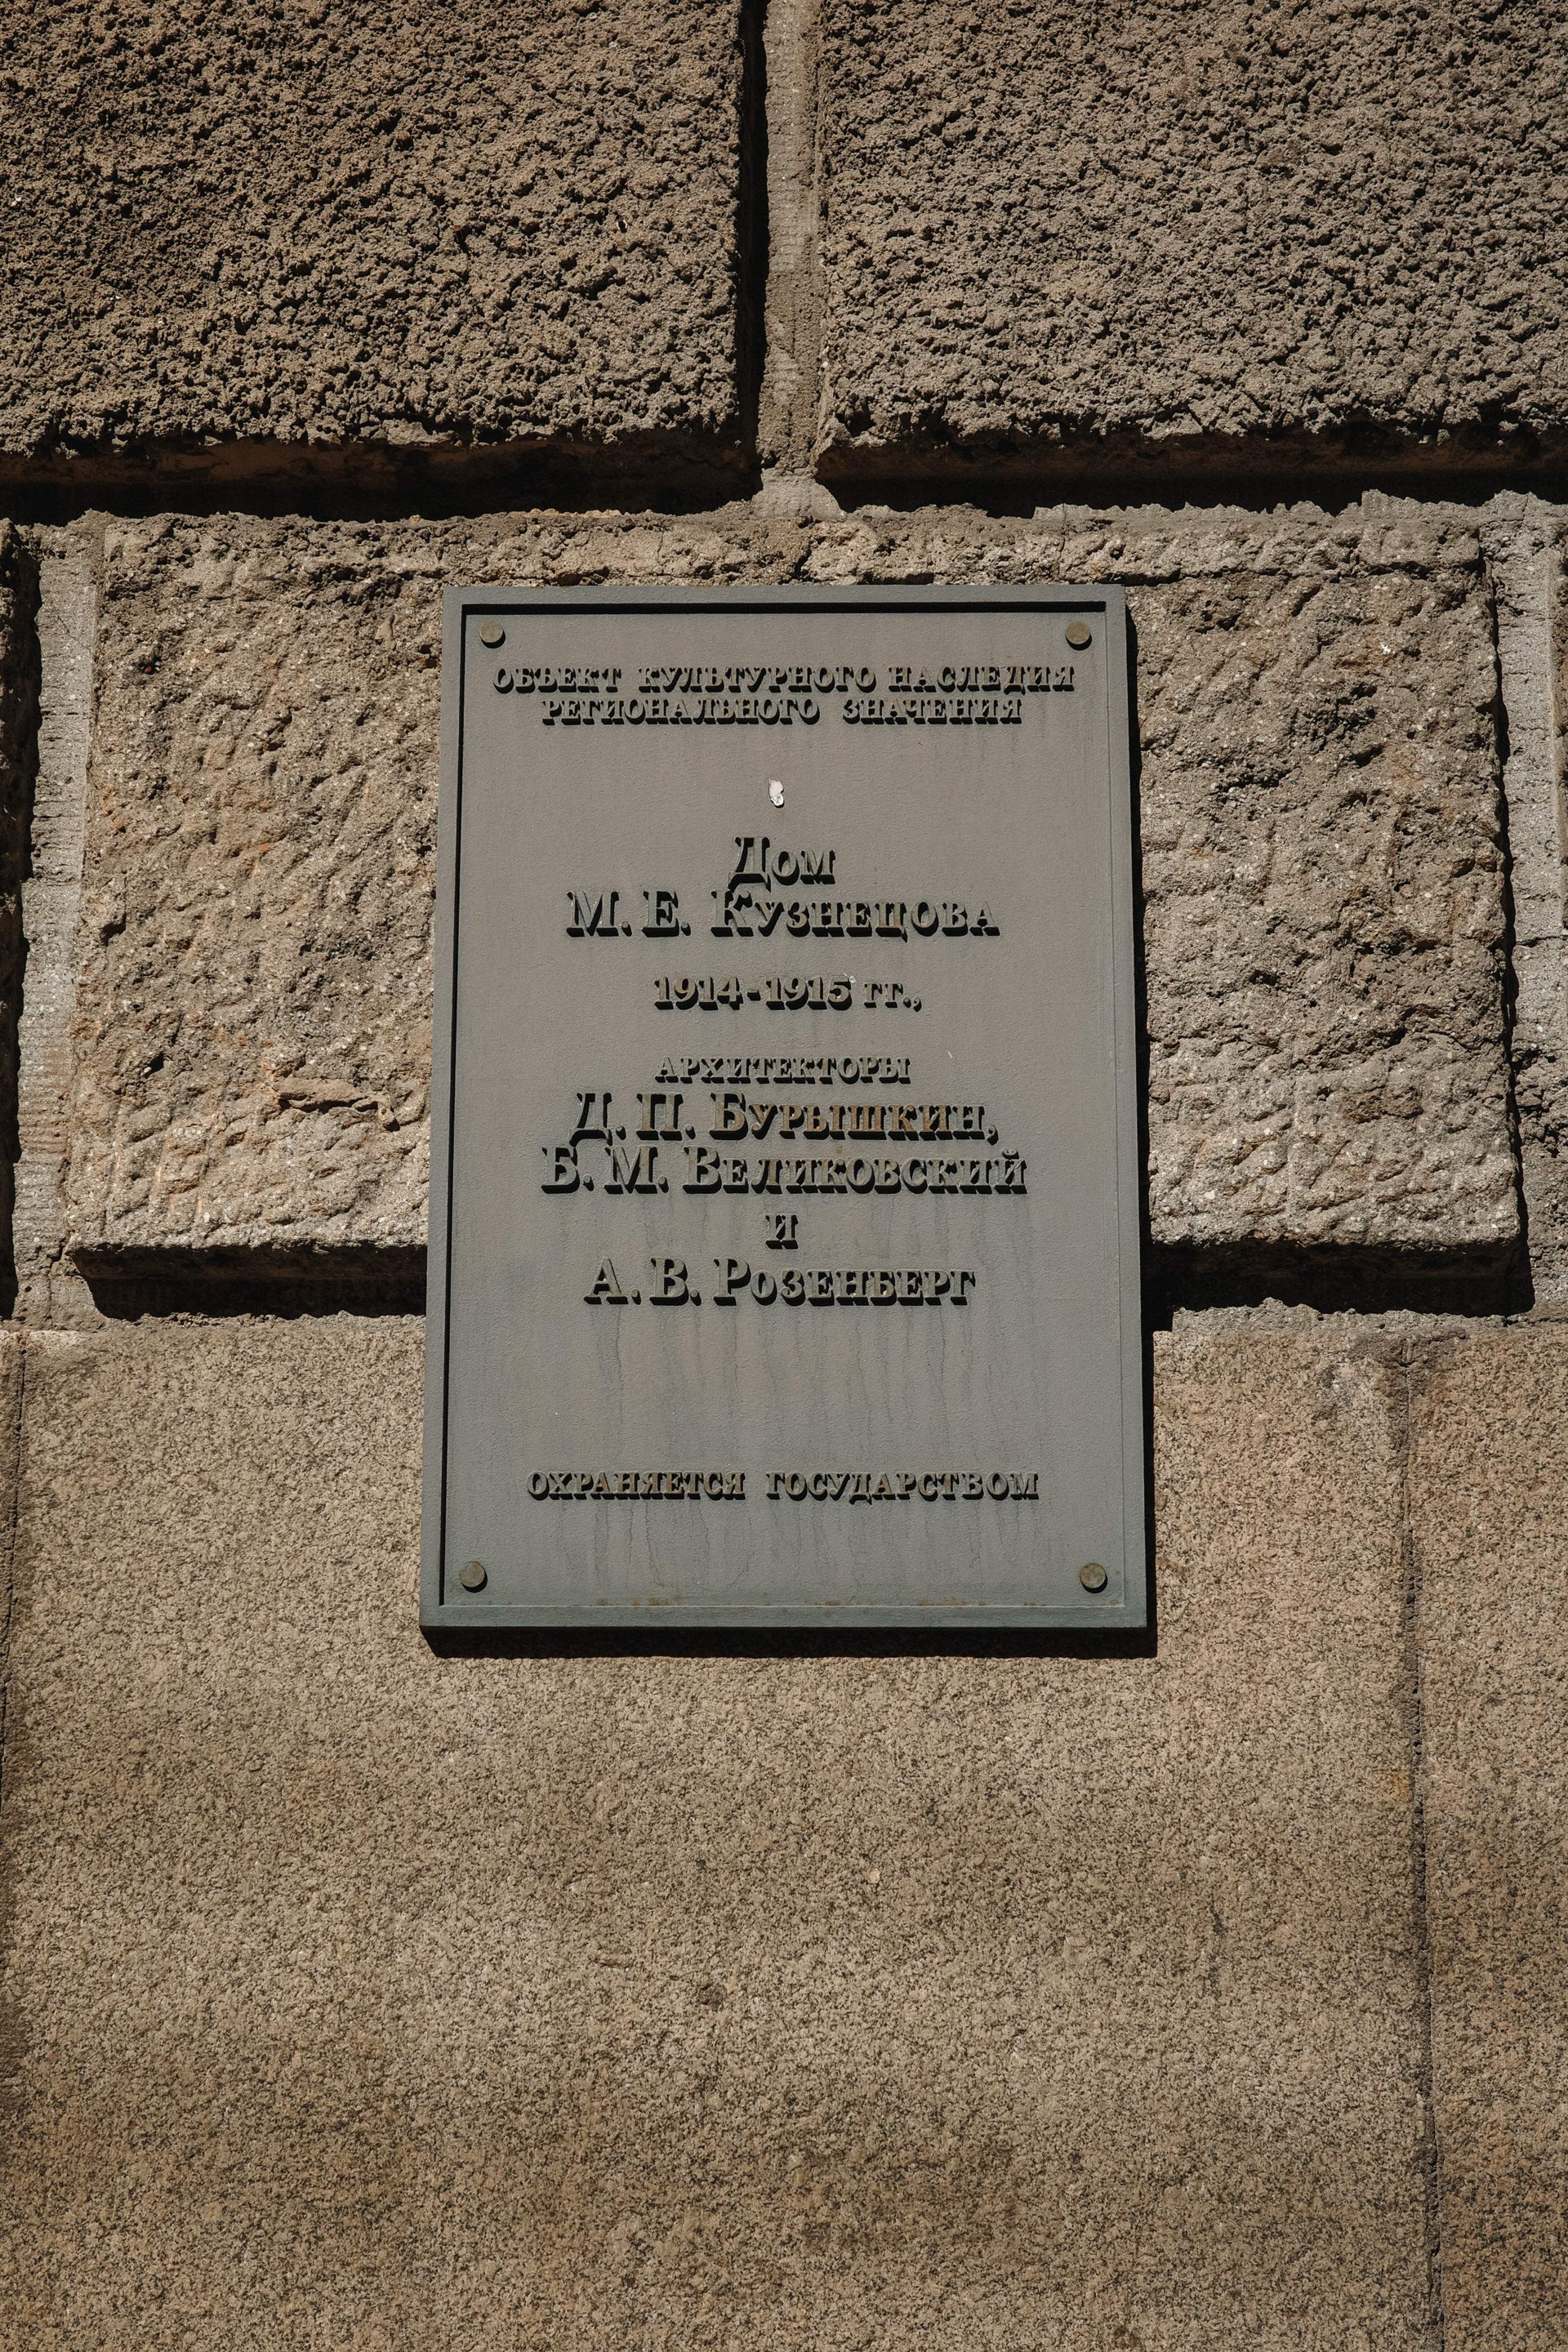 ОБЪЕКТ КУЛЬТУРНОГО НАСЛЕДИЯ
РЕГИОНАЛЬНОГО ЗНАЧЕНИЯ
Дом
М. Е. Кузнецова
1914-1915 гг.,
АРХИТЕКТОРЫ
Д. П. Бурышкин,
Б. М. Великовский
и
А. В. Розенберг
ОХРАНЯЕТСЯ ГОСУДАРСТВОМ